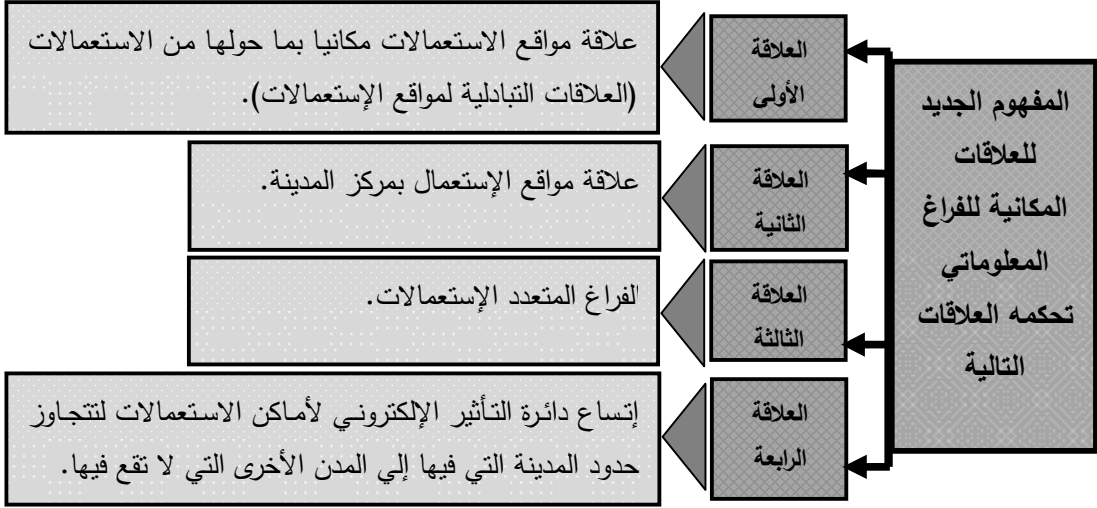 المفهوم الجديد
للعلاقات
المكانية للفراغ
المعلوماتي
تحكمه العلاقات
التالية
العلاقة
الأولى
علاقة مواقع الاستعمالات مكانيا بما حولها من الاستعمالات
(العلاقات التبادلية لمواقع الإستعمالات).
العلاقة
الثانية
علاقة مواقع الإستعمال بمركز المدينة.
العلاقة
الثالثة
الفراغ المتعدد الإستعمالات.
العلاقة
الرابعة
إتساع دائرة التأثير الإلكتروني لأماكن الاستعمالات لتتجاوز
حدود المدينة التي فيها إلي المدن الأخرى التي لا تقع فيها.